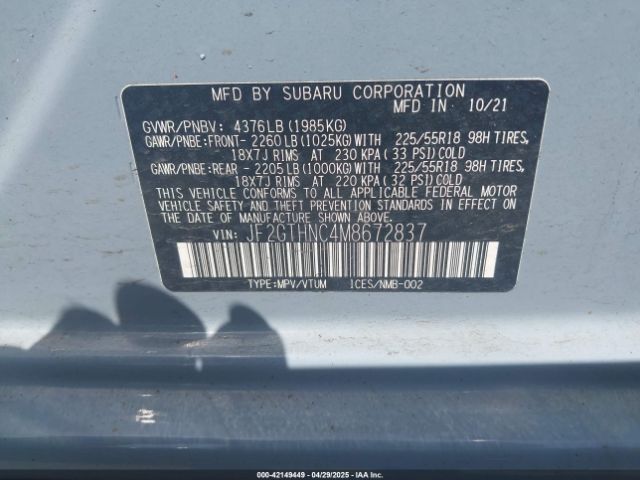 MFD BY SUBARU CORPORATION
MFD IN 10/21
GVWR/PNBV: 4376LB(1985KG)
GAWR/PNBE:FRONT- 2260LB(1025KG)WITH 225/55R18 98H TIRES,
18X7J RIMS AT 230 KPA(33 PSI)COLD
GAWR/PNBE:REAR - 2205LB(1000KG)WITH 225/55R18 98H TIRES,
18X7J RIMS AT 220 KPA(32 PSI)COLD
THIS VEHICLE CONFORMS TO ALL APPLICABLE FEDERAL MOTOR
VEHICLE SAFETY AND THEFT PREVENTION STANDARDS IN EFFECT
ON THE DATE OF MANUFACTURE SHOWN ABOVE.
VIN: JF2GTHNC4M8672837
TYPE:MPV/VTUM ICES/NMB-002
000-42149449 - 04/29/2025 - IAA Inc.